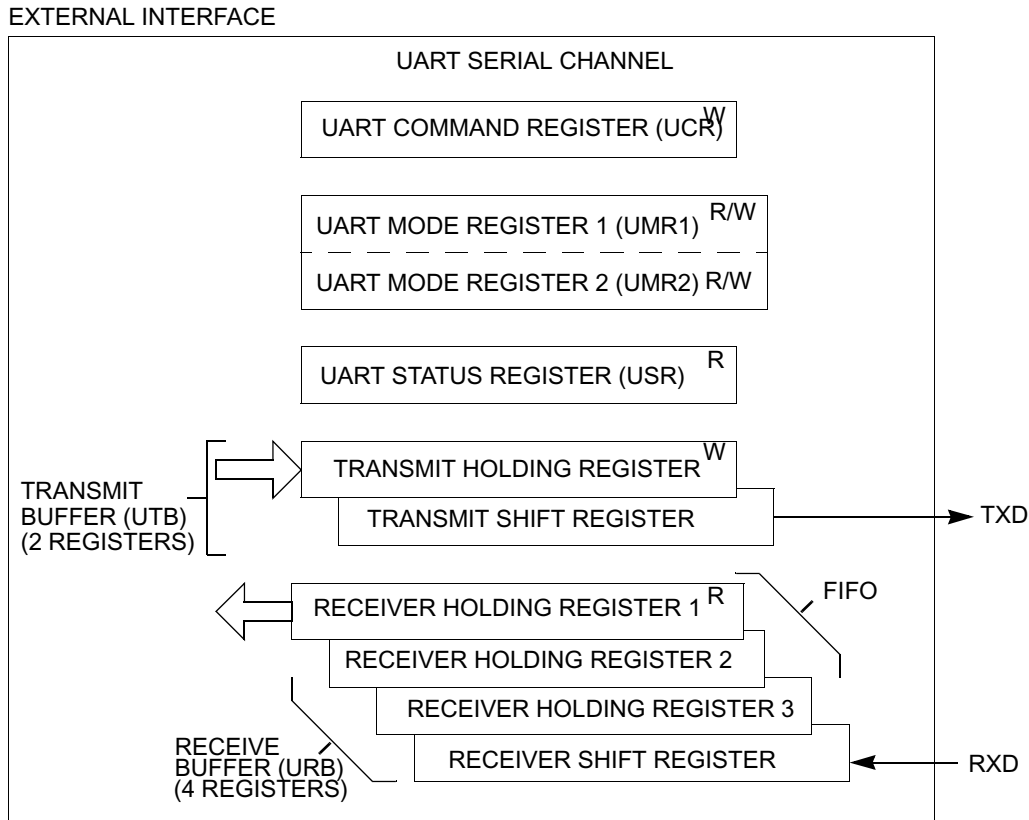 EXTERNAL INTERFACE
UART SERIAL CHANNEL
UART COMMAND REGISTER (UCR) W
UART MODE REGISTER 1 (UMR1) R/W
UART MODE REGISTER 2 (UMR2) R/W
UART STATUS REGISTER (USR) R
TRANSMIT HOLDING REGISTER W
TRANSMIT
BUFFER (UTB)
(2 REGISTERS)
TRANSMIT SHIFT REGISTER
TXD
RECEIVER HOLDING REGISTER 1 R
FIFO
RECEIVER HOLDING REGISTER 2
RECEIVER HOLDING REGISTER 3
RECEIVER SHIFT REGISTER
RECEIVE
BUFFER (URB)
(4 REGISTERS)
RXD